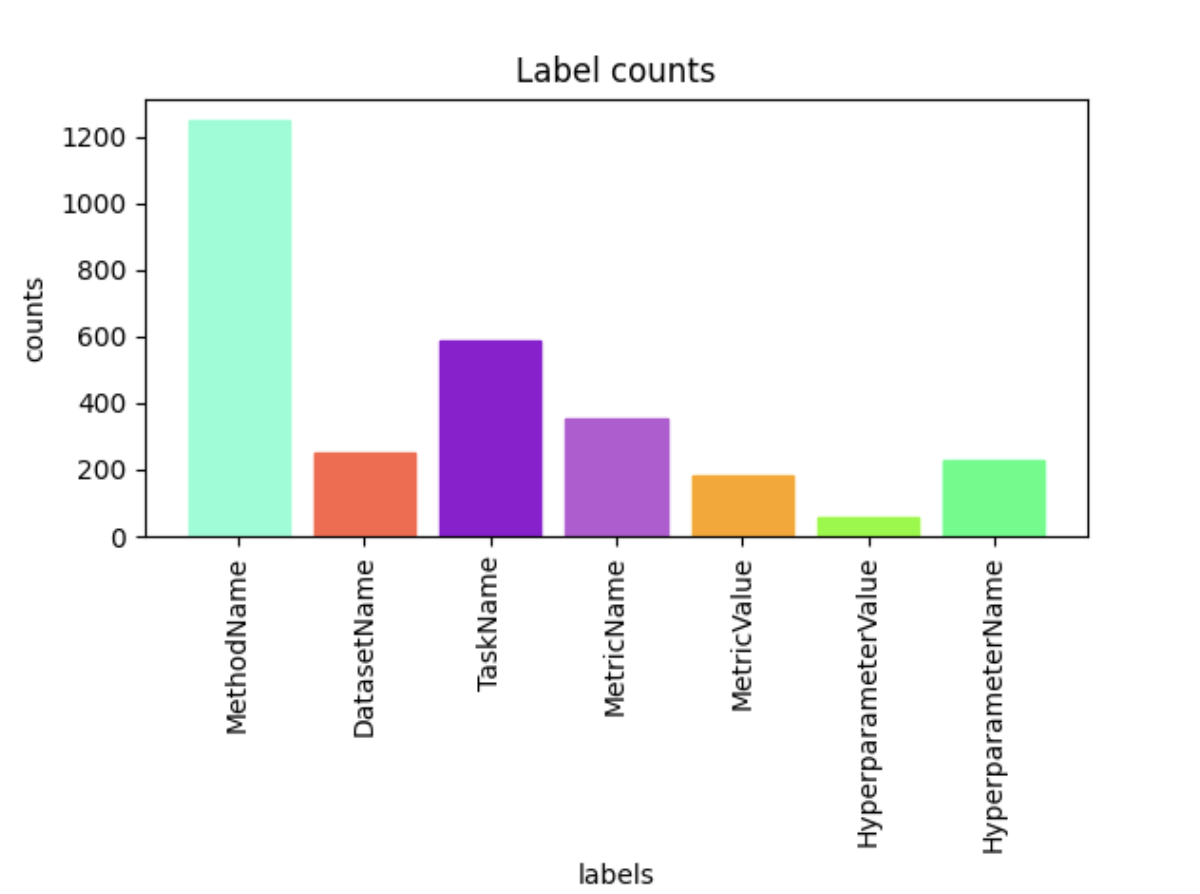 Label counts
1200
1000
800
600
400
200
0
counts
MethodName
DatasetName
TaskName
MetricName
MetricValue
HyperparameterValue
HyperparameterName
labels